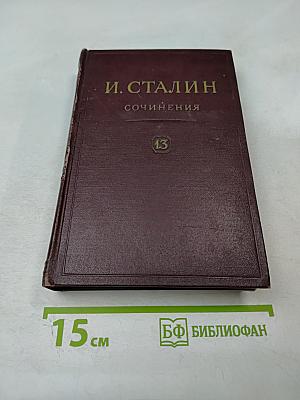 И. СТАЛИН
СОЧИНЕНИЯ
13
15 см
БФ БИБЛИОФАН